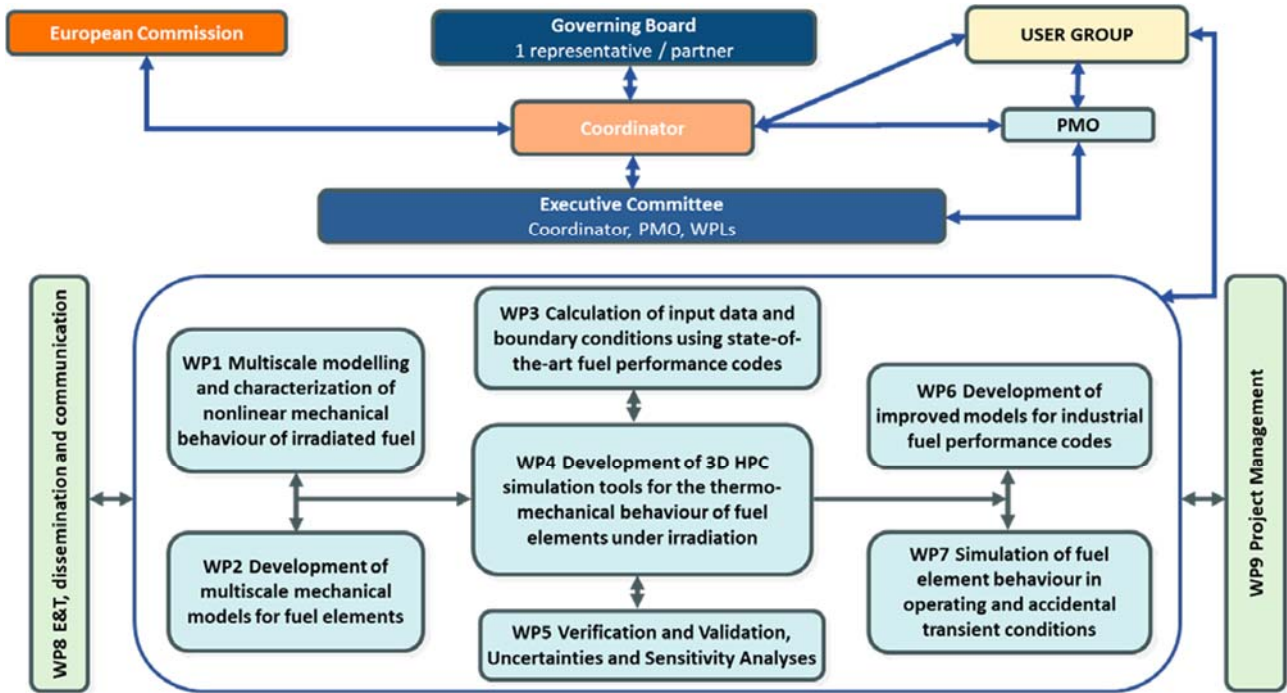 European Commission
Governing Board
1 representative / partner
USER GROUP
Coordinator
PMO
Executive Committee
Coordinator, PMO, WPLs
WP8 E&T, dissemination and communication
WP1 Multiscale modelling
and characterization of
nonlinear mechanical
behaviour of irradiated fuel
WP2 Development of
multiscale mechanical
models for fuel elements
WP3 Calculation of input data and
boundary conditions using state-of-
the-art fuel performance codes
WP4 Development of 3D HPC
simulation tools for the thermo-
mechanical behaviour of fuel
elements under irradiation
WP5 Verification and Validation,
Uncertainties and Sensitivity Analyses
WP6 Development of
improved models for industrial
fuel performance codes
WP7 Simulation of fuel
element behaviour in
operating and accidental
transient conditions
WP9 Project Management